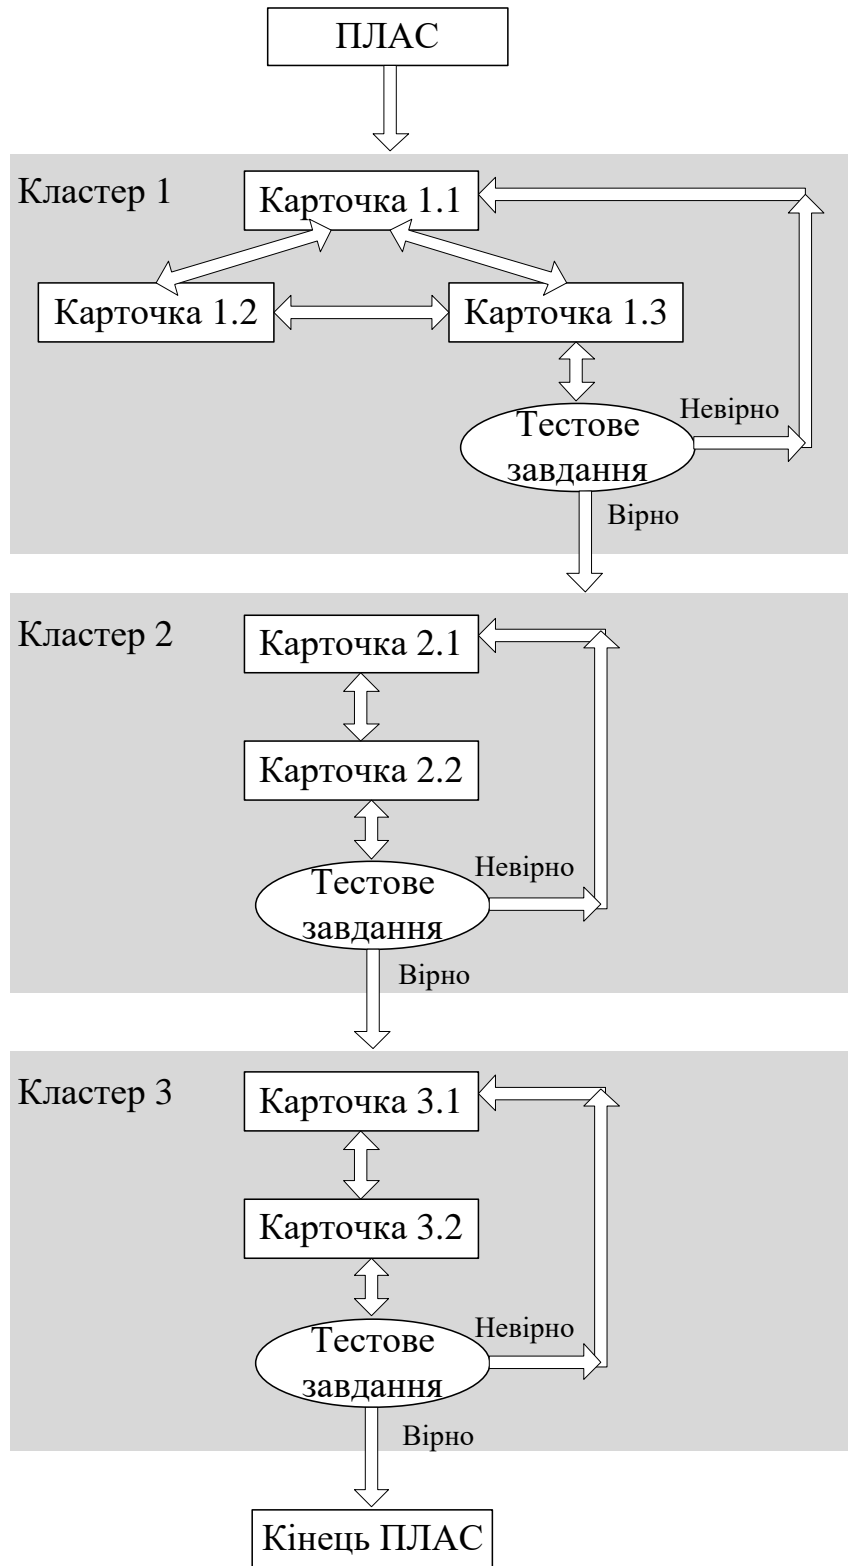 ПЛАС
Кластер 1
Карточка 1.1
Карточка 1.2
Карточка 1.3
Тестове
завдання
Невірно
Вірно
Кластер 2
Карточка 2.1
Карточка 2.2
Тестове
завдання
Невірно
Вірно
Кластер 3
Карточка 3.1
Карточка 3.2
Тестове
завдання
Невірно
Вірно
Кінець ПЛАС